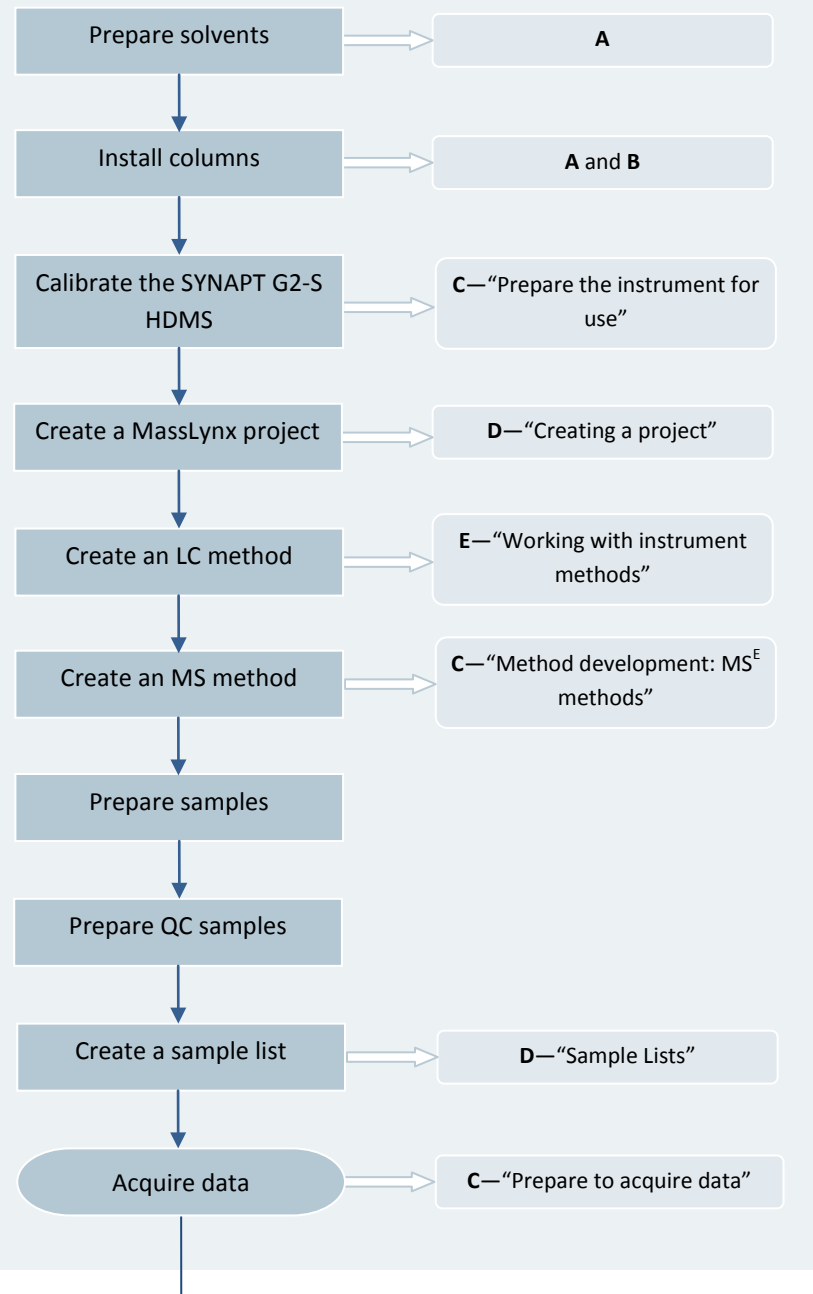 Prepare solvents
A
Install columns
A and B
Calibrate the SYNAPT G2-S
HDMS
C—“Prepare the instrument for
use”
Create a MassLynx project
D—“Creating a project”
Create an LC method
E—“Working with instrument
methods”
Create an MS method
C—“Method development: MSE
methods”
Prepare samples
Prepare QC samples
Create a sample list
D—“Sample Lists”
Acquire data
C—“Prepare to acquire data”